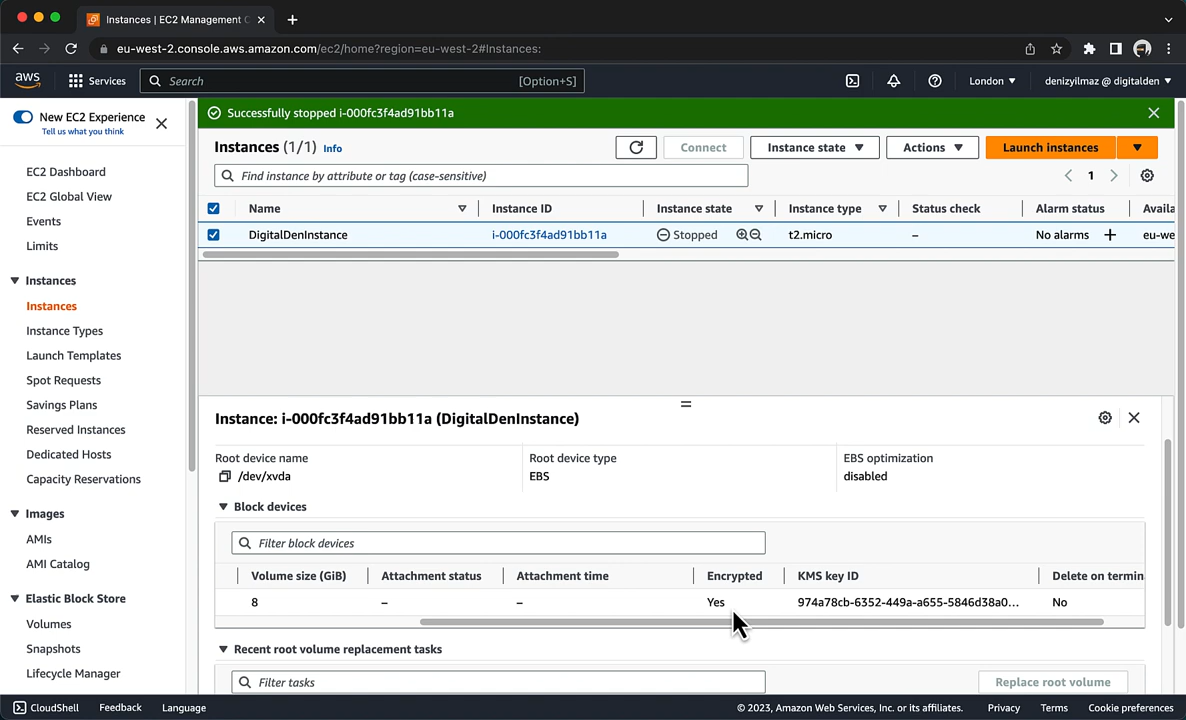 Instances | EC2 Management C
eu-west-2.console.aws.amazon.com/ec2/home?region=eu-west-2#Instances:
aws
Services
Search
[Option+S]
London
denizyilmaz @ digitalden
New EC2 Experience
Tell us what you think
EC2 Dashboard
EC2 Global View
Events
Limits
Instances
Instances
Instance Types
Launch Templates
Spot Requests
Savings Plans
Reserved Instances
Dedicated Hosts
Capacity Reservations
Images
AMIs
AMI Catalog
Elastic Block Store
Volumes
Snapshots
Lifecycle Manager
Successfully stopped i-000fc3f4ad91bb11a
Instances (1/1) Info
Connect
Instance state
Actions
Launch instances
Find instance by attribute or tag (case-sensitive)
1
Name Instance ID Instance state Instance type Status check Alarm status Availa
DigitalDenInstance i-000fc3f4ad91bb11a Stopped t2.micro – No alarms eu-we
Instance: i-000fc3f4ad91bb11a (DigitalDenInstance)
Root device name
/dev/xvda
Root device type
EBS
EBS optimization
disabled
Block devices
Filter block devices
Volume size (GiB) Attachment status Attachment time Encrypted KMS key ID Delete on termin
8 – – Yes 974a78cb-6352-449a-a655-5846d38a0... No
Recent root volume replacement tasks
Filter tasks
Replace root volume
CloudShell Feedback Language © 2023, Amazon Web Services, Inc. or its affiliates. Privacy Terms Cookie preferences